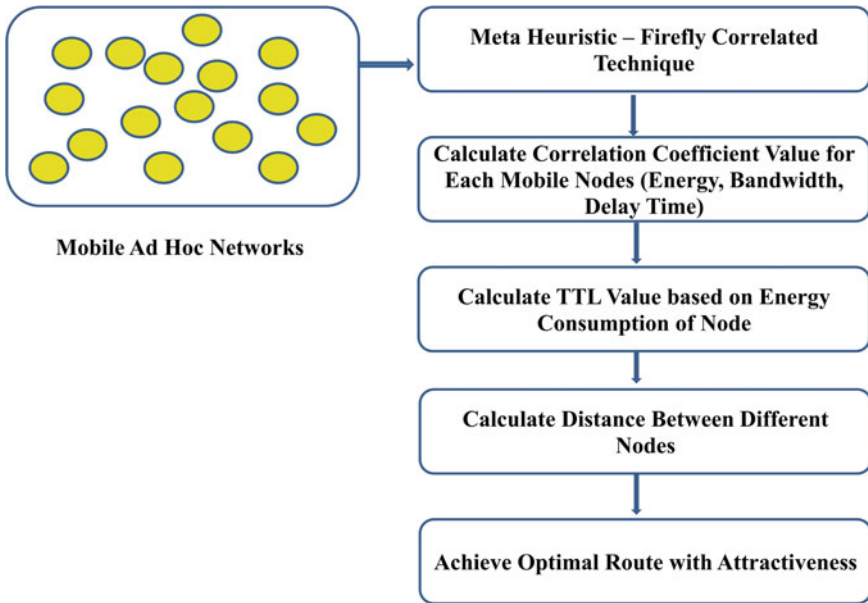 Meta Heuristic – Firefly Correlated
Technique
Calculate Correlation Coefficient Value for
Each Mobile Nodes (Energy, Bandwidth,
Delay Time)
Mobile Ad Hoc Networks
Calculate TTL Value based on Energy
Consumption of Node
Calculate Distance Between Different
Nodes
Achieve Optimal Route with Attractiveness